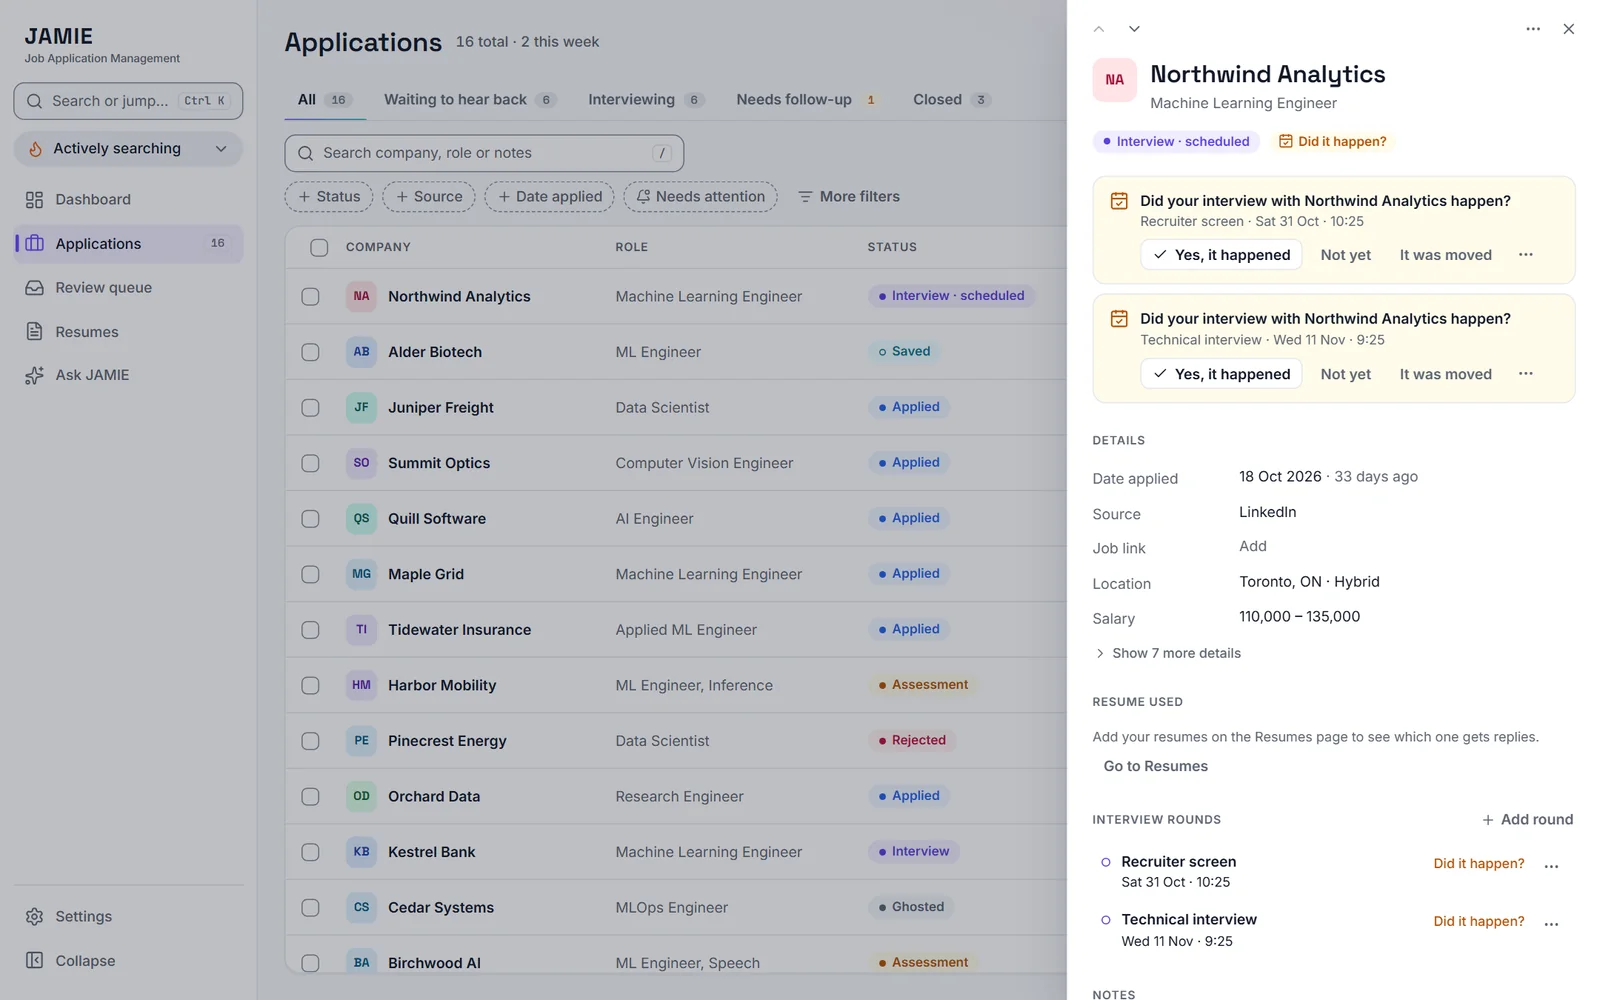 JAMIE
Job Application Management
Search or jump... Ctrl K
Actively searching
Dashboard
Applications 16
Review queue
Resumes
Ask JAMIE
Settings
Collapse
Applications 16 total · 2 this week
All 16 Waiting to hear back 6 Interviewing 6 Needs follow-up 1 Closed 3
Search company, role or notes /
+ Status + Source + Date applied Needs attention More filters
COMPANY ROLE STATUS
NA Northwind Analytics Machine Learning Engineer Interview · scheduled
AB Alder Biotech ML Engineer Saved
JF Juniper Freight Data Scientist Applied
SO Summit Optics Computer Vision Engineer Applied
QS Quill Software AI Engineer Applied
MG Maple Grid Machine Learning Engineer Applied
TI Tidewater Insurance Applied ML Engineer Applied
HM Harbor Mobility ML Engineer, Inference Assessment
PE Pinecrest Energy Data Scientist Rejected
OD Orchard Data Research Engineer Applied
KB Kestrel Bank Machine Learning Engineer Interview
CS Cedar Systems MLOps Engineer Ghosted
BA Birchwood AI ML Engineer, Speech Assessment
NA Northwind Analytics
Machine Learning Engineer
Interview · scheduled Did it happen?
Did your interview with Northwind Analytics happen?
Recruiter screen · Sat 31 Oct · 10:25
Yes, it happened Not yet It was moved
Did your interview with Northwind Analytics happen?
Technical interview · Wed 11 Nov · 9:25
Yes, it happened Not yet It was moved
DETAILS
Date applied 18 Oct 2026 · 33 days ago
Source LinkedIn
Job link Add
Location Toronto, ON · Hybrid
Salary 110,000 – 135,000
Show 7 more details
RESUME USED
Add your resumes on the Resumes page to see which one gets replies.
Go to Resumes
INTERVIEW ROUNDS + Add round
Recruiter screen Did it happen?
Sat 31 Oct · 10:25
Technical interview Did it happen?
Wed 11 Nov · 9:25
NOTES